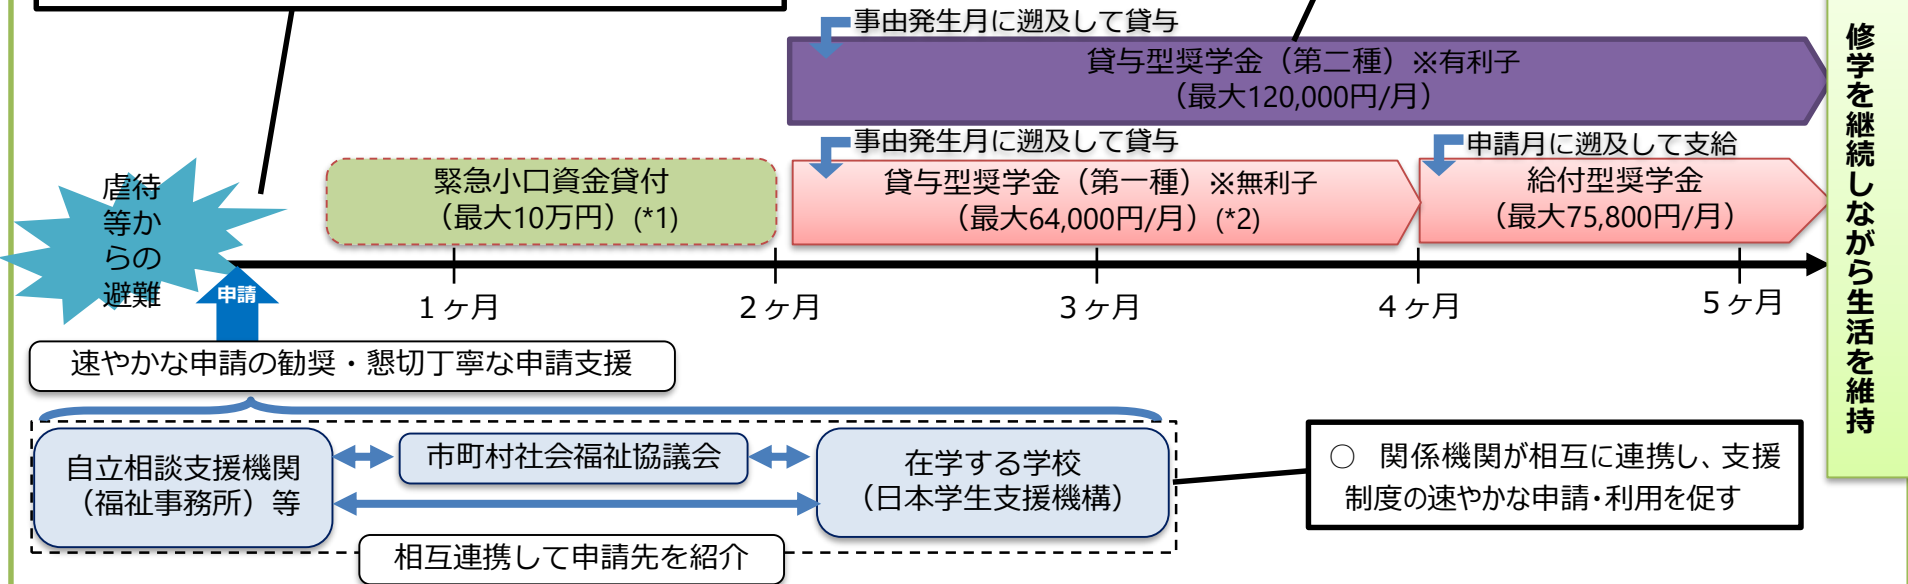 事由発生月に遡及して貸与
貸与型奨学金（第二種）※有利子
（最大120,000円/月）
事由発生月に遡及して貸与
申請月に遡及して支給
虐待
等か
らの
避難
緊急小口資金貸付
（最大10万円）(*1)
貸与型奨学金（第一種）※無利子
（最大64,000円/月）(*2)
給付型奨学金
（最大75,800円/月）
申請
１ヶ月
２ヶ月
３ヶ月
４ヶ月
５ヶ月
修学を継続しながら生活を維持
速やかな申請の勧奨・懇切丁寧な申請支援
自立相談支援機関
（福祉事務所）等
市町村社会福祉協議会
在学する学校
（日本学生支援機構）
○　関係機関が相互に連携し、支援
制度の速やかな申請・利用を促す
相互連携して申請先を紹介